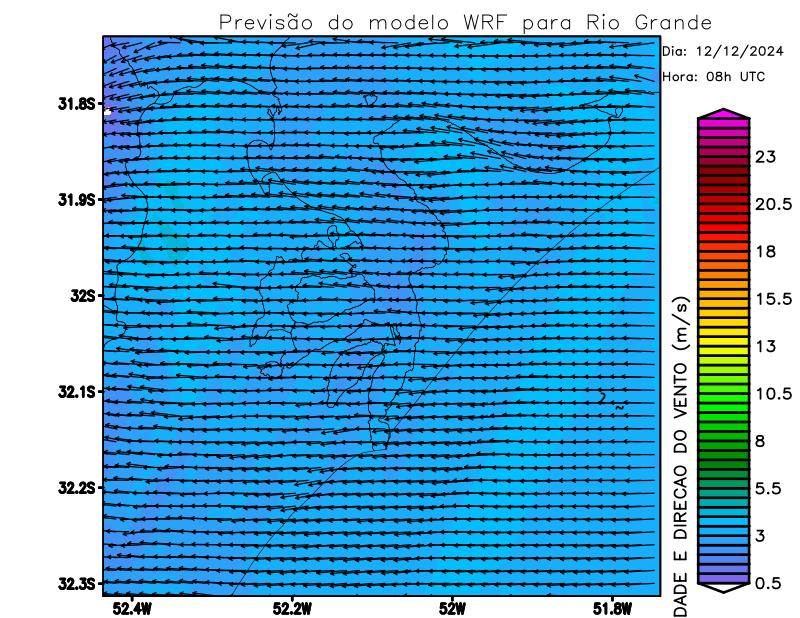 Previsão do modelo WRF para Rio Grande
Dia: 12/12/2024
Hora: 08h UTC
31.8S
31.9S
32S
32.1S
32.2S
32.3S
52.4W
52.2W
52W
51.8W
23
20.5
18
15.5
13
10.5
8
5.5
3
0.5
DADE E DIRECAO DO VENTO (m/s)